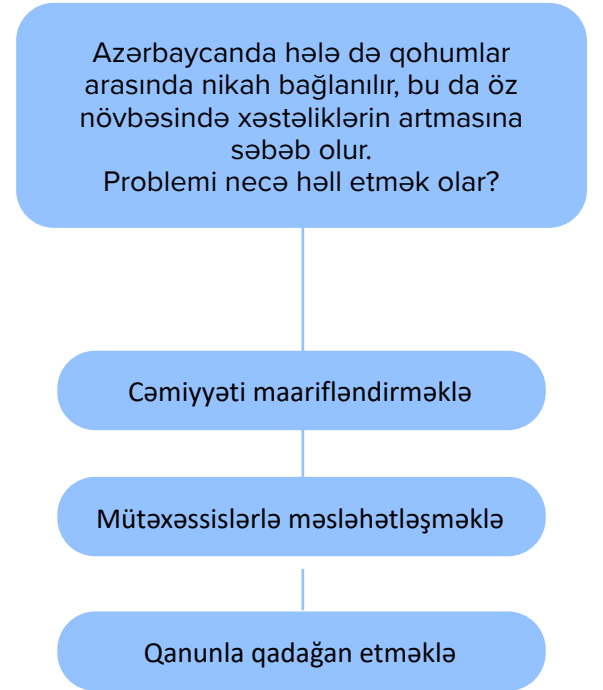 Azərbaycanda hələ də qohumlar
arasında nikah bağlanılır, bu da öz
növbəsində xəstəliklərin artmasına
səbəb olur.
Problemi necə həll etmək olar?
Cəmiyyəti maarifləndirməklə
Mütəxəssislərlə məsləhətləşməklə
Qanunla qadağan etməklə